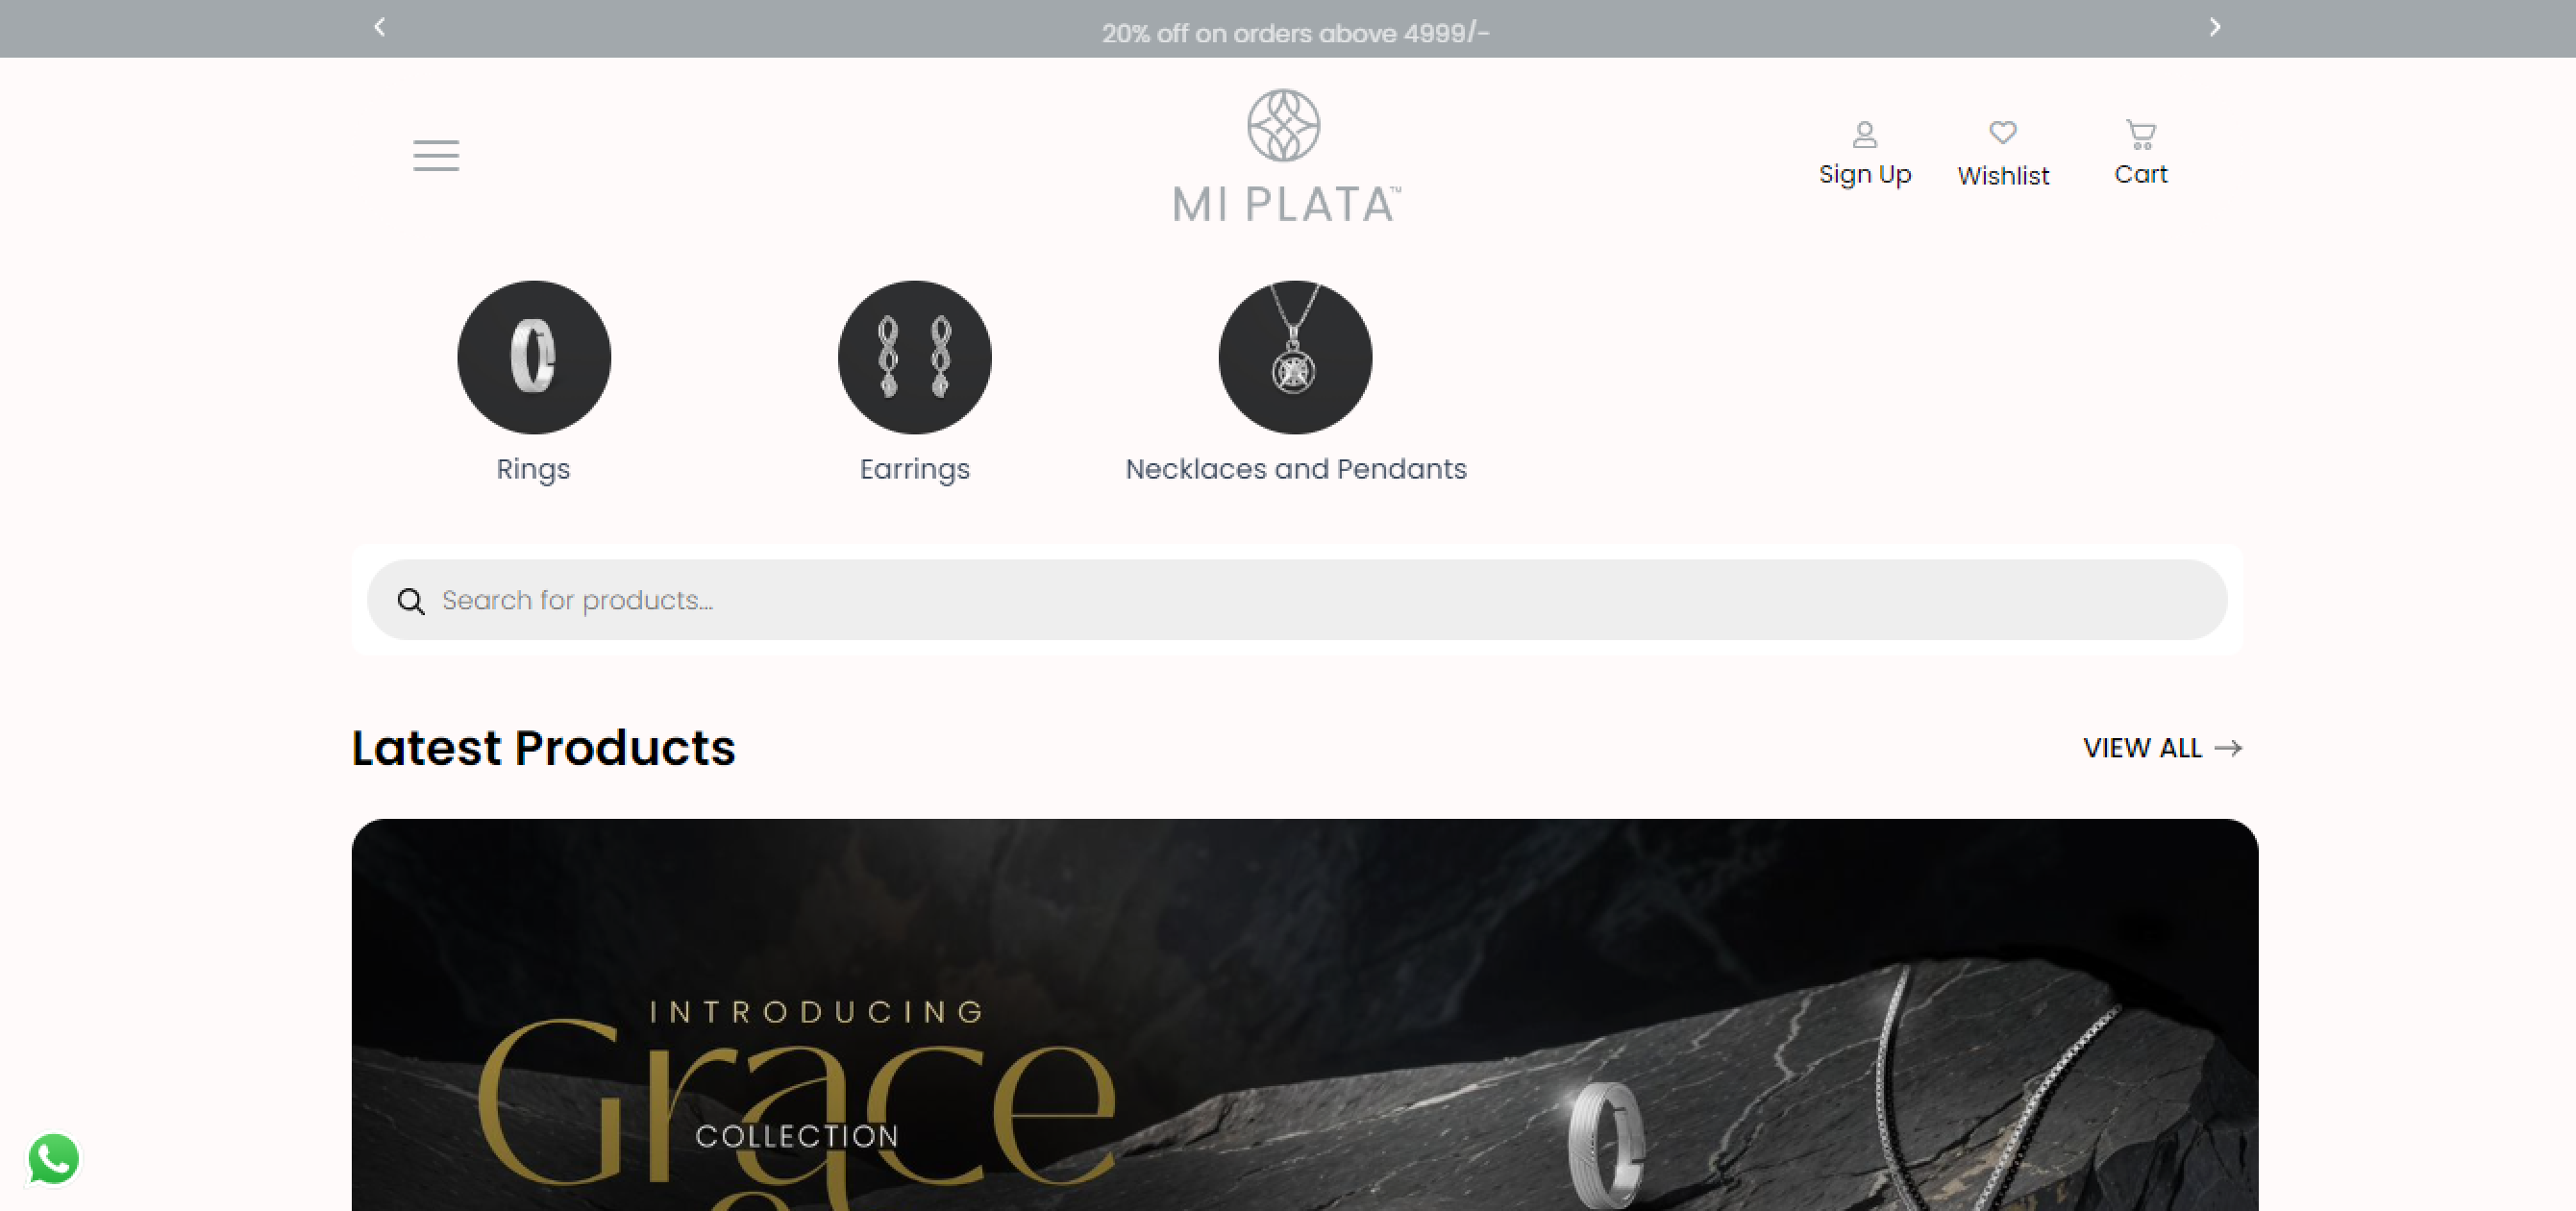 20% off on orders above 4999/-
MI PLATA™
Sign Up
Wishlist
Cart
Rings
Earrings
Necklaces and Pendants
Search for products...
Latest Products
VIEW ALL
INTRODUCING
Grace
COLLECTION